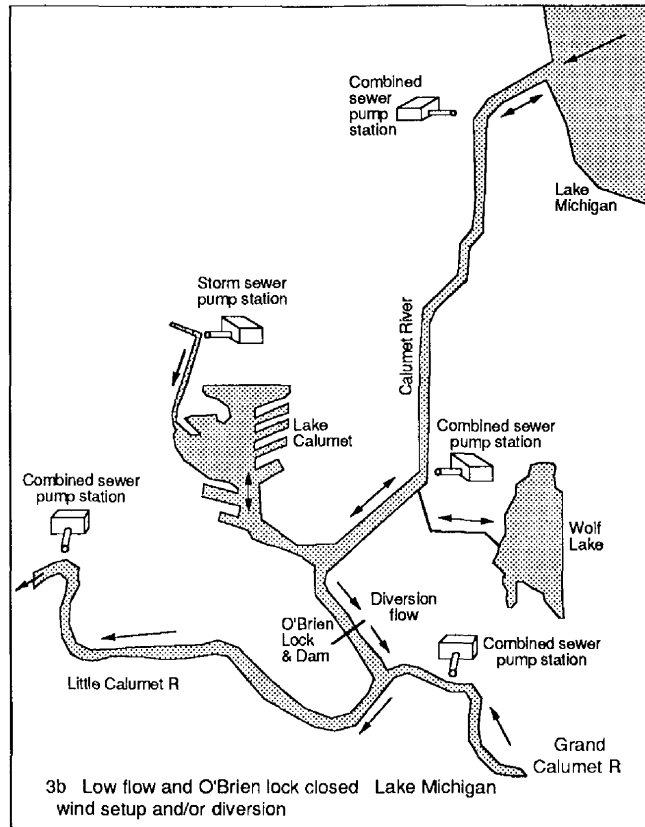 Combined
sewer
pump
station
Lake
Michigan
Storm sewer
pump station
Calumet River
Lake
Calumet
Combined sewer
pump station
Combined sewer
pump station
Wolf
Lake
Diversion
flow
O'Brien
Lock
& Dam
Combined sewer
pump station
Little Calumet R
Grand
Calumet R
3b Low flow and O'Brien lock closed Lake Michigan
wind setup and/or diversion